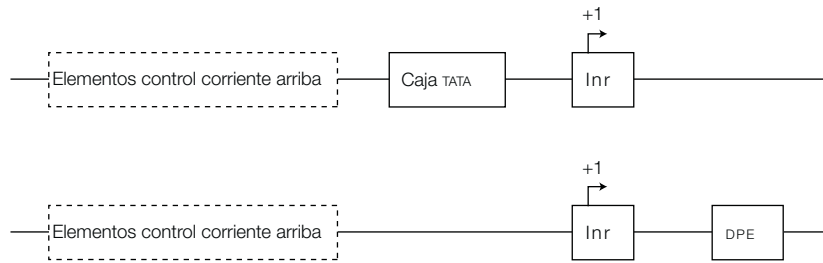 +1
Elementos control corriente arriba Caja TATA Inr
+1
Elementos control corriente arriba Inr DPE